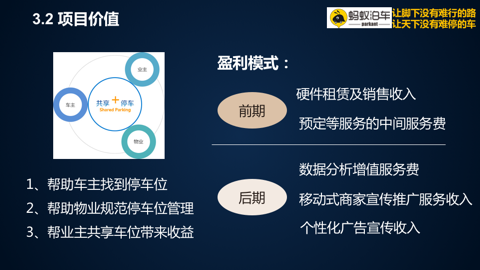 3.2 项目价值
蚂蚁泊车
parkant
让脚下没有难行的路
让天下没有难停的车
业主
车主
共享+停车
Shared Parking
物业
1、帮助车主找到停车位
2、帮助物业规范停车位管理
3、帮业主共享车位带来收益
盈利模式：
前期
硬件租赁及销售收入
预定等服务的中间服务费
后期
数据分析增值服务费
移动式商家宣传推广服务收入
个性化广告宣传收入